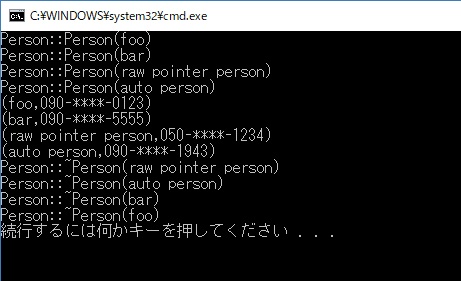 C:¥WINDOWS¥system32¥cmd.exe
Person::Person(foo)
Person::Person(bar)
Person::Person(raw pointer person)
Person::Person(auto person)
(foo,090-****-0123)
(bar,090-****-5555)
(raw pointer person,050-****-1234)
(auto person,090-****-1943)
Person::~Person(raw pointer person)
Person::~Person(auto person)
Person::~Person(bar)
Person::~Person(foo)
続行するには何かキーを押してください . . .